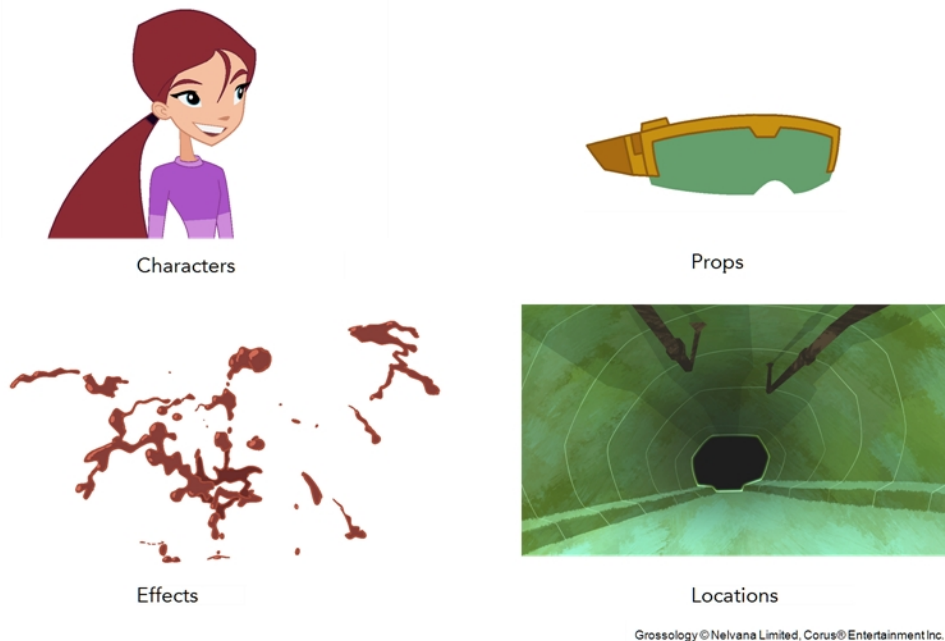 Characters
Props
Effects
Locations
Grossology © Nelvana Limited, Corus® Entertainment Inc.